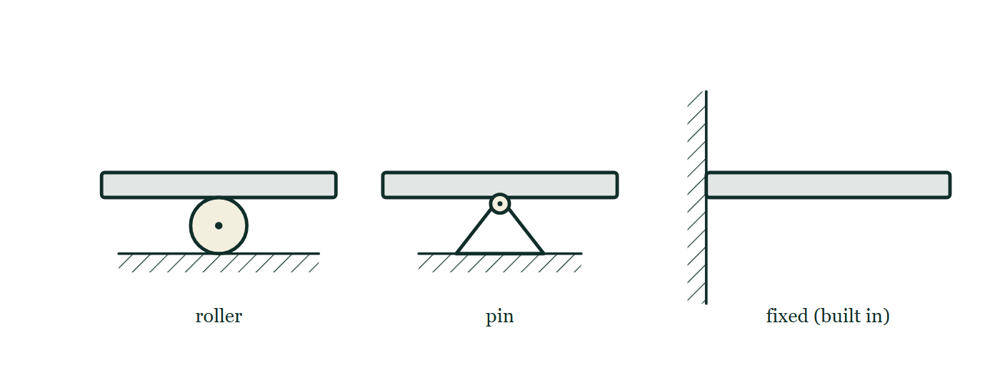 roller
pin
fixed (built in)